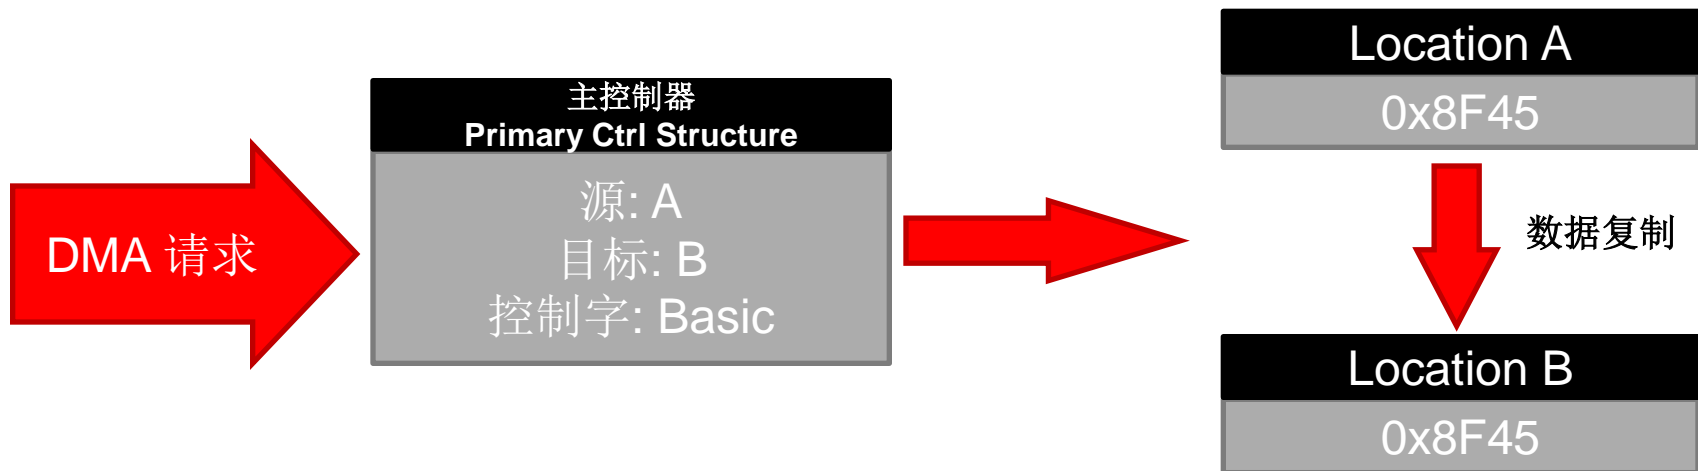 DMA 请求
主控制器
Primary Ctrl Structure
源: A
目标: B
控制字: Basic
Location A
0x8F45
数据复制
Location B
0x8F45